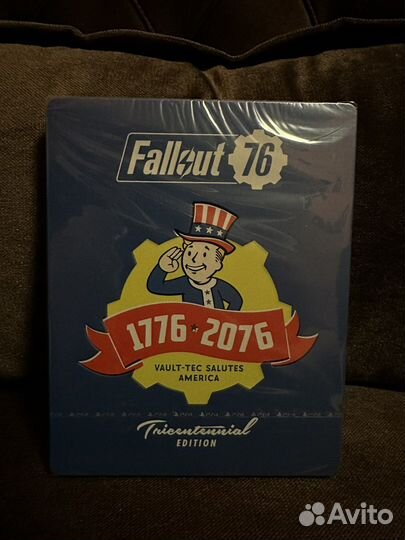 Fallout 76
1776 * 2076
VAULT-TEC SALUTES
AMERICA
Tricentennial
EDITION
Avito